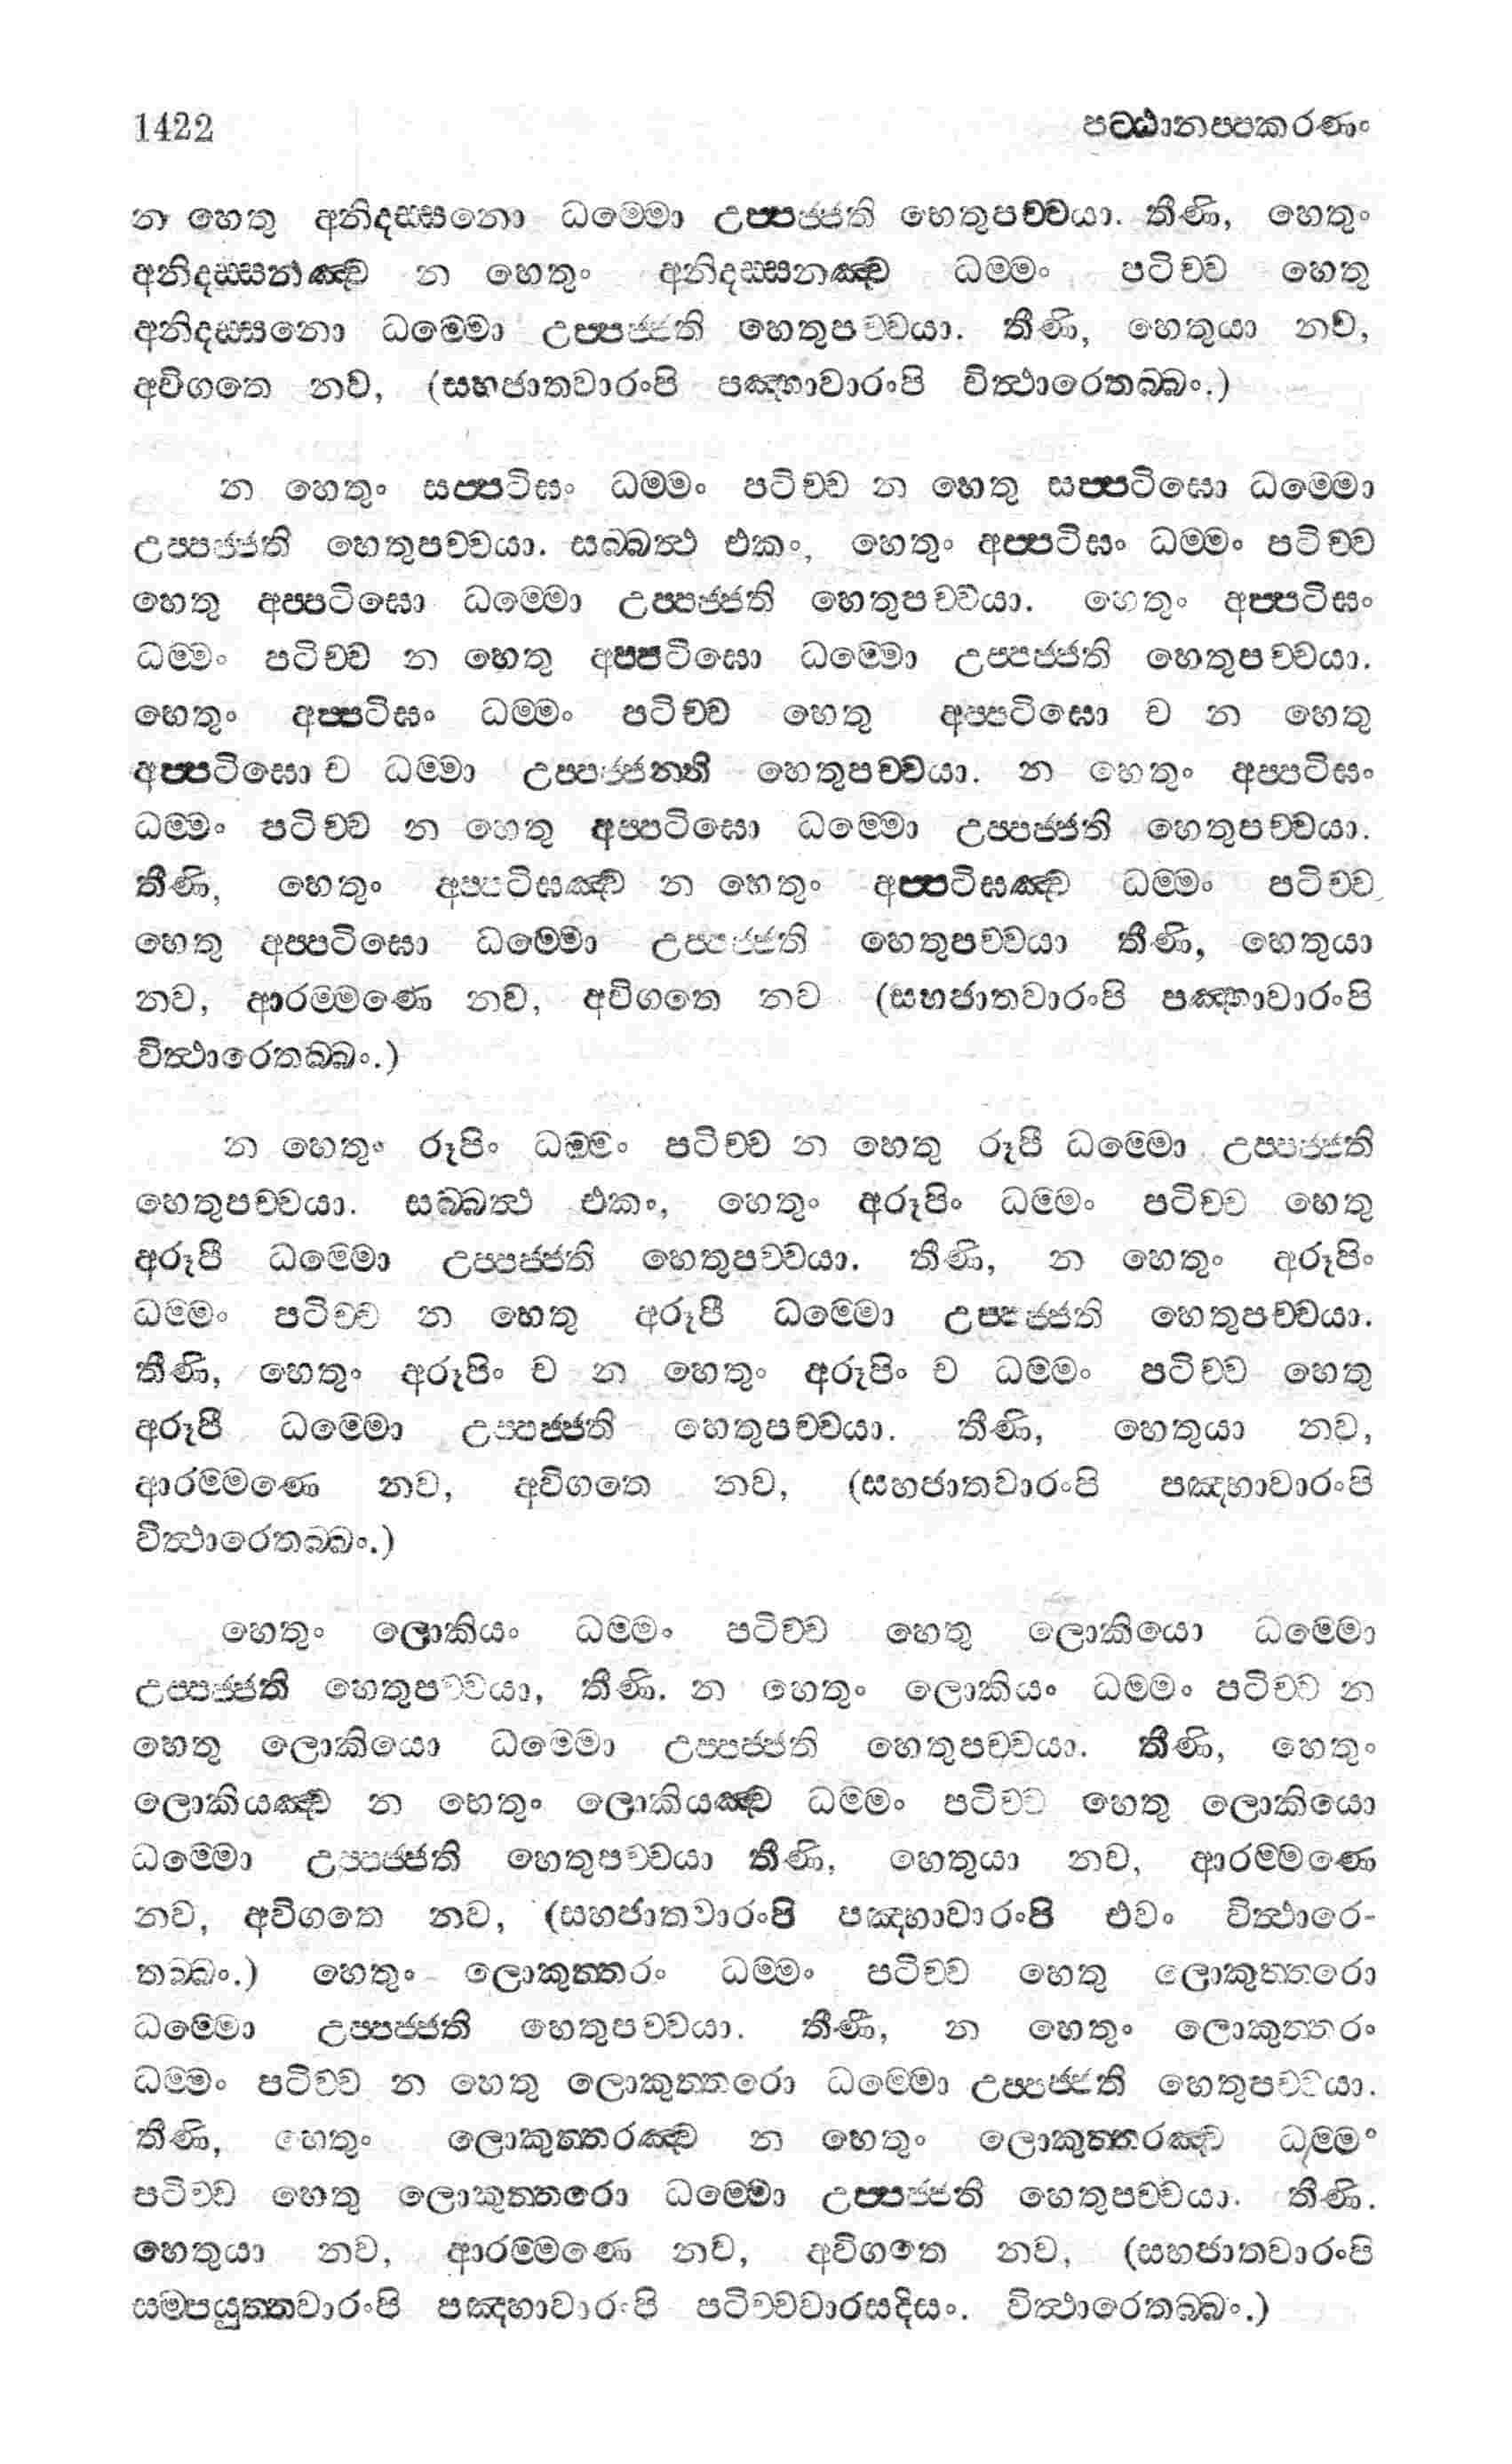 1422 පට්ඨානප්පකරණං
න හෙතු අනිදස්සනො ධම්මො උප්පජ්ජති හෙතුපච්චයා. තීණි, හෙතුං
අනිදස්සනඤ්ච න හෙතුං අනිදස්සනඤ්ච ධම්මං පටිච්ච හෙතු
අනිදස්සනො ධම්මො උප්පජ්ජති හෙතුපච්චයා. තීණි, හෙතුයා නව,
අවිගතෙ නව, (සහජාතවාරංපි පඤ්හාවාරංපි විත්ථාරෙතබ්බං.)
න හෙතුං සප්පටිඝං ධම්මං පටිච්ච න හෙතු සප්පටිඝො ධම්මො
උප්පජ්ජති හෙතුපච්චයා. සබ්බත්ථ එකං, හෙතුං අප්පටිඝං ධම්මං පටිච්ච
හෙතු අප්පටිඝො ධම්මො උප්පජ්ජති හෙතුපච්චයා. හෙතුං අප්පටිඝං
ධම්මං පටිච්ච න හෙතු අප්පටිඝො ධම්මො උප්පජ්ජති හෙතුපච්චයා.
හෙතුං අප්පටිඝං ධම්මං පටිච්ච හෙතු අප්පටිඝො ච න හෙතු
අප්පටිඝො ච ධම්මා උප්පජ්ජන්ති හෙතුපච්චයා. න හෙතුං අප්පටිඝං
ධම්මං පටිච්ච න හෙතු අප්පටිඝො ධම්මො උප්පජ්ජති හෙතුපච්චයා.
තීණි, හෙතුං අප්පටිඝඤ්ච න හෙතුං අප්පටිඝඤ්ච ධම්මං පටිච්ච
හෙතු අප්පටිඝො ධම්මො උප්පජ්ජති හෙතුපච්චයා තීණි, හෙතුයා
නව, ආරම්මණෙ නව, අවිගතෙ නව (සහජාතවාරංපි පඤ්හාවාරංපි
විත්ථාරෙතබ්බං.)
න හෙතුං රූපිං ධම්මං පටිච්ච න හෙතු රූපී ධම්මො උප්පජ්ජති
හෙතුපච්චයා. සබ්බත්ථ එකං, හෙතුං අරූපිං ධම්මං පටිච්ච හෙතු
අරූපී ධම්මො උප්පජ්ජති හෙතුපච්චයා. තීණි, න හෙතුං අරූපිං
ධම්මං පටිච්ච න හෙතු අරූපී ධම්මො උප්පජ්ජති හෙතුපච්චයා.
තීණි, හෙතුං අරූපිං ච න හෙතුං අරූපිං ච ධම්මං පටිච්ච හෙතු
අරූපී ධම්මො උප්පජ්ජති හෙතුපච්චයා. තීණි, හෙතුයා නව,
ආරම්මණෙ නව, අවිගතෙ නව, (සහජාතවාරංපි පඤ්හාවාරංපි
විත්ථාරෙතබ්බං.)
හෙතුං ලොකියං ධම්මං පටිච්ච හෙතු ලොකියො ධම්මො
උප්පජ්ජති හෙතුපච්චයා, තීණි. න හෙතුං ලොකියං ධම්මං පටිච්ච න
හෙතු ලොකියො ධම්මො උප්පජ්ජති හෙතුපච්චයා. තීණි, හෙතුං
ලොකියඤ්ච න හෙතුං ලොකියඤ්ච ධම්මං පටිච්ච හෙතු ලොකියො
ධම්මො උප්පජ්ජති හෙතුපච්චයා තීණි, හෙතුයා නව, ආරම්මණෙ
නව, අවිගතෙ නව, (සහජාතවාරංපි පඤ්හාවාරංපි එවං විත්ථාරෙ-
තබ්බං.) හෙතුං ලොකුත්තරං ධම්මං පටිච්ච හෙතු ලොකුත්තරො
ධම්මො උප්පජ්ජති හෙතුපච්චයා. තීණී, න හෙතුං ලොකුත්තරං
ධම්මං පටිච්ච න හෙතු ලොකුත්තරො ධම්මො උප්පජ්ජති හෙතුපච්චයා.
තීණි, හෙතුං ලොකුත්තරඤ්ච න හෙතුං ලොකුත්තරඤ්ච ධම්මං
පටිච්ච හෙතු ලොකුත්තරො ධම්මො උප්පජ්ජති හෙතුපච්චයා. තීණි.
හෙතුයා නව, ආරම්මණෙ නව, අවිගතෙ නව, (සහජාතවාරංපි
සම්පයුත්තවාරංපි පඤ්හාවාරංපි පටිච්චවාරසදිසං. විත්ථාරෙතබ්බං.)